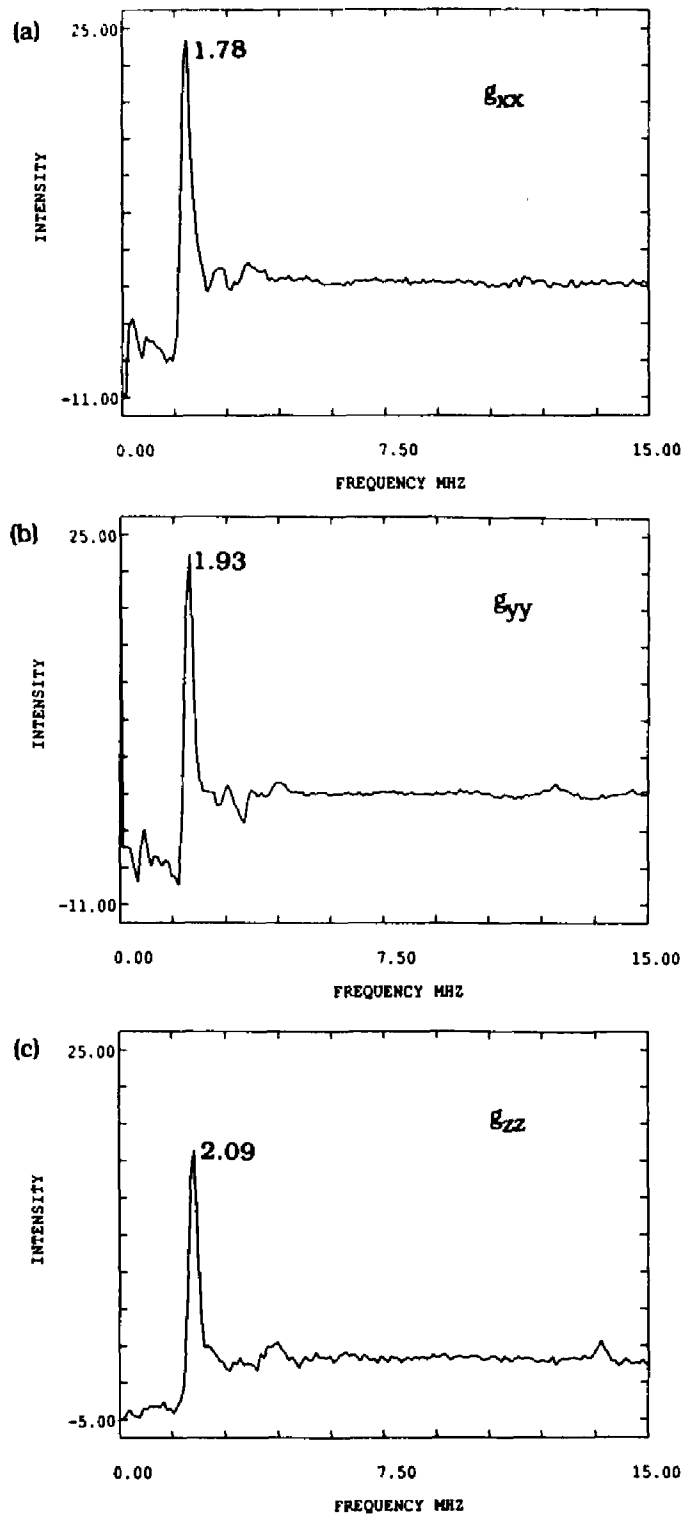 (a)
25.00
1.78
gxx
INTENSITY
-11.00
0.00 7.50 15.00
FREQUENCY MHZ
(b)
25.00
1.93
gyy
INTENSITY
-11.00
0.00 7.50 15.00
FREQUENCY MHZ
(c)
25.00
2.09
gzz
INTENSITY
-5.00
0.00 7.50 15.00
FREQUENCY MHZ